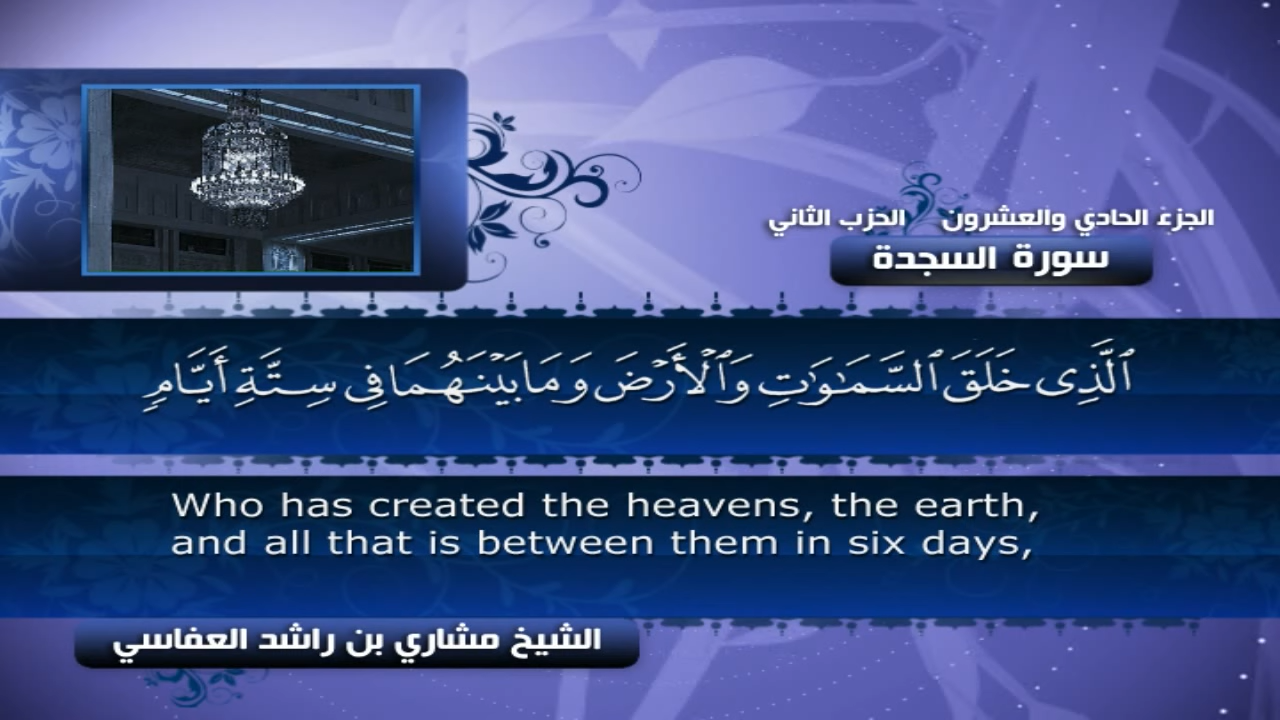 الجزء الحادي والعشرون الحزب الثاني
سورة السجدة
ٱلَّذِى خَلَقَ ٱلسَّمَٰوَٰتِ وَٱلْأَرْضَ وَمَا بَيْنَهُمَا فِى سِتَّةِ أَيَّامٍ
Who has created the heavens, the earth,
and all that is between them in six days,
الشيخ مشاري بن راشد العفاسي